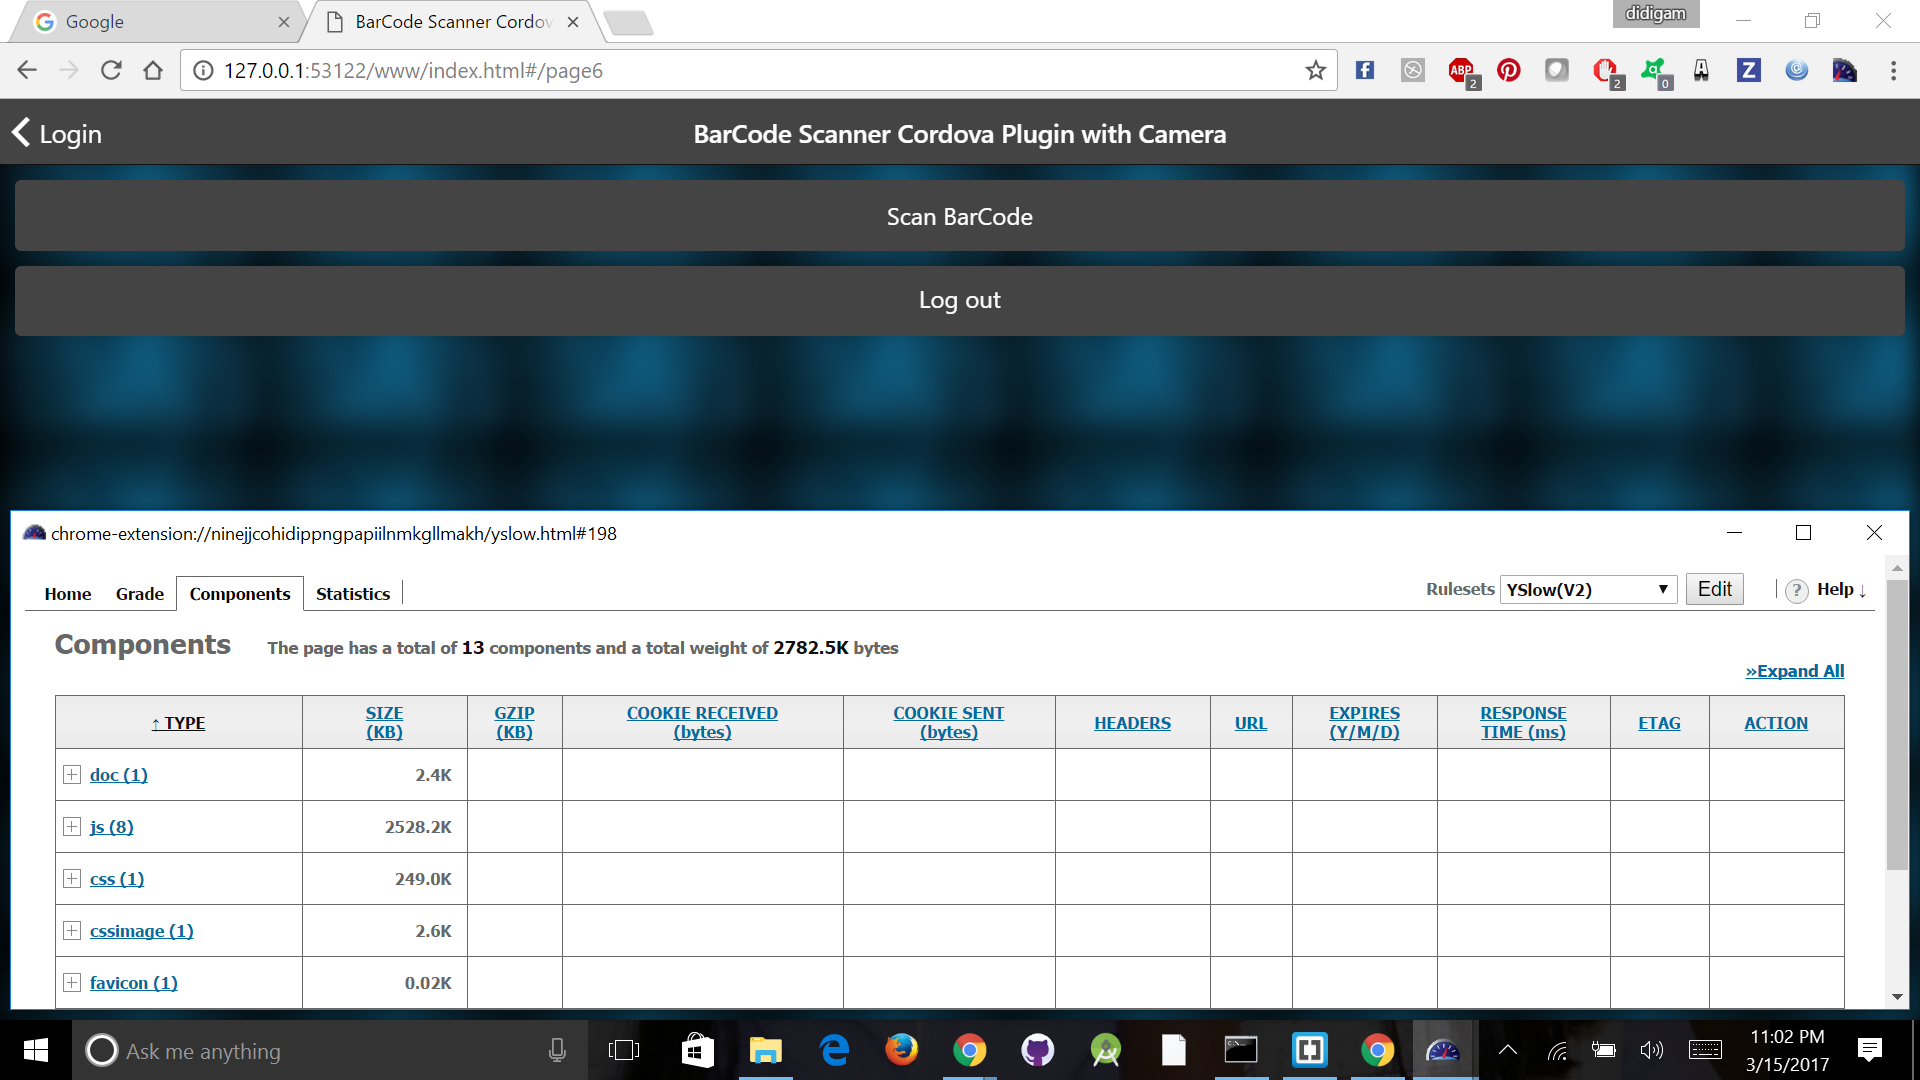 Google
BarCode Scanner Cordov
didigam
127.0.0.1:53122/www/index.html#/page6
f
ABP
2
2
0
Z
Login
BarCode Scanner Cordova Plugin with Camera
Scan BarCode
Log out
chrome-extension://ninejjcohidippngpapiilnmkgllmakh/yslow.html#198
Home Grade Components Statistics
Rulesets YSlow(V2) ▼ Edit ? Help ↓
Components The page has a total of 13 components and a total weight of 2782.5K bytes
»Expand All
↑ TYPE SIZE (KB) GZIP (KB) COOKIE RECEIVED (bytes) COOKIE SENT (bytes) HEADERS URL EXPIRES (Y/M/D) RESPONSE TIME (ms) ETAG ACTION
doc (1) 2.4K
js (8) 2528.2K
css (1) 249.0K
cssimage (1) 2.6K
favicon (1) 0.02K
Ask me anything
11:02 PM
3/15/2017